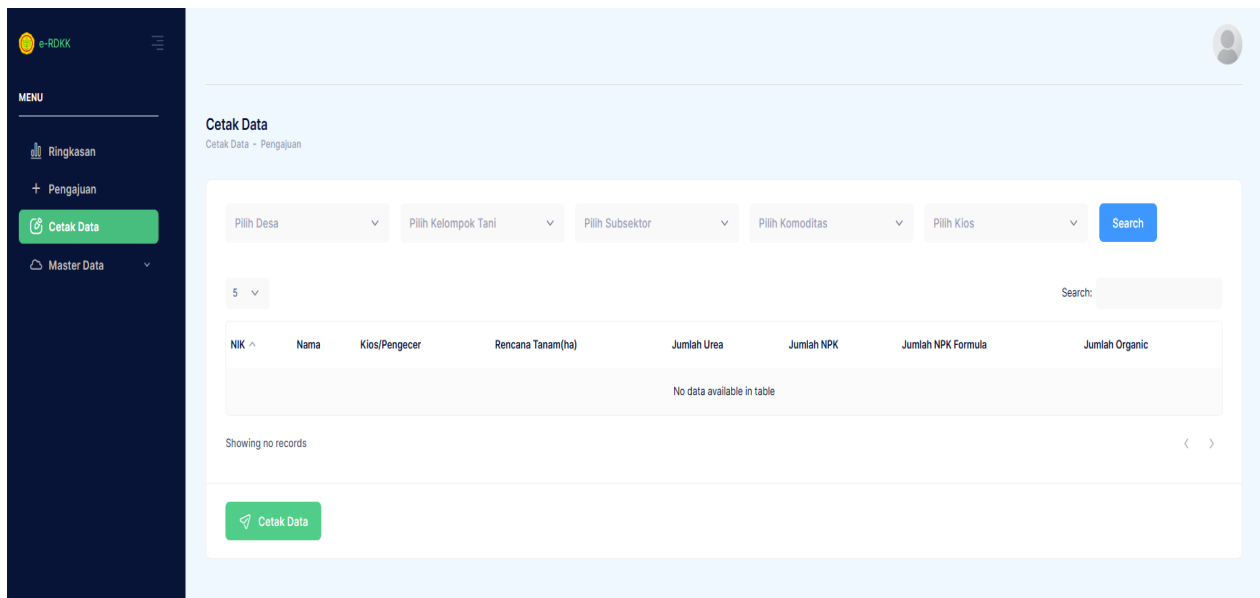 e-RDKK
MENU
Ringkasan
Pengajuan
Cetak Data
Master Data
Cetak Data
Cetak Data - Pengajuan
Pilih Desa Pilih Kelompok Tani Pilih Subsektor Pilih Komoditas Pilih Kios Search
5 Search:
NIK Nama Kios/Pengecer Rencana Tanam(ha) Jumlah Urea Jumlah NPK Jumlah NPK Formula Jumlah Organic
No data available in table
Showing no records
Cetak Data